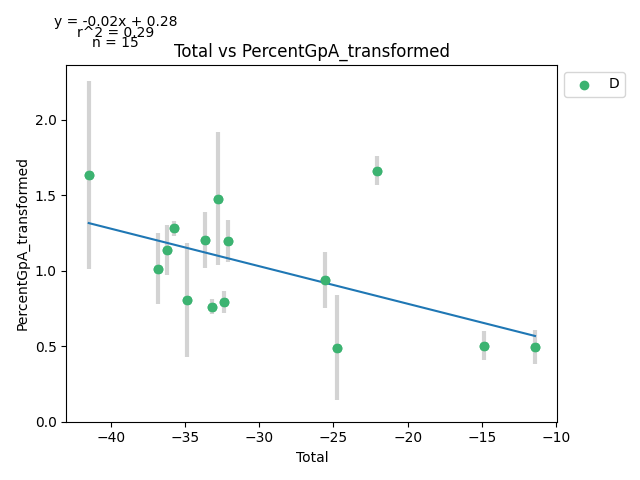 y = -0.02x + 0.28
r^2 = 0.29
n = 15
Total vs PercentGpA_transformed
D
PercentGpA_transformed
2.0
1.5
1.0
0.5
0.0
−40
−35
−30
−25
−20
−15
−10
Total